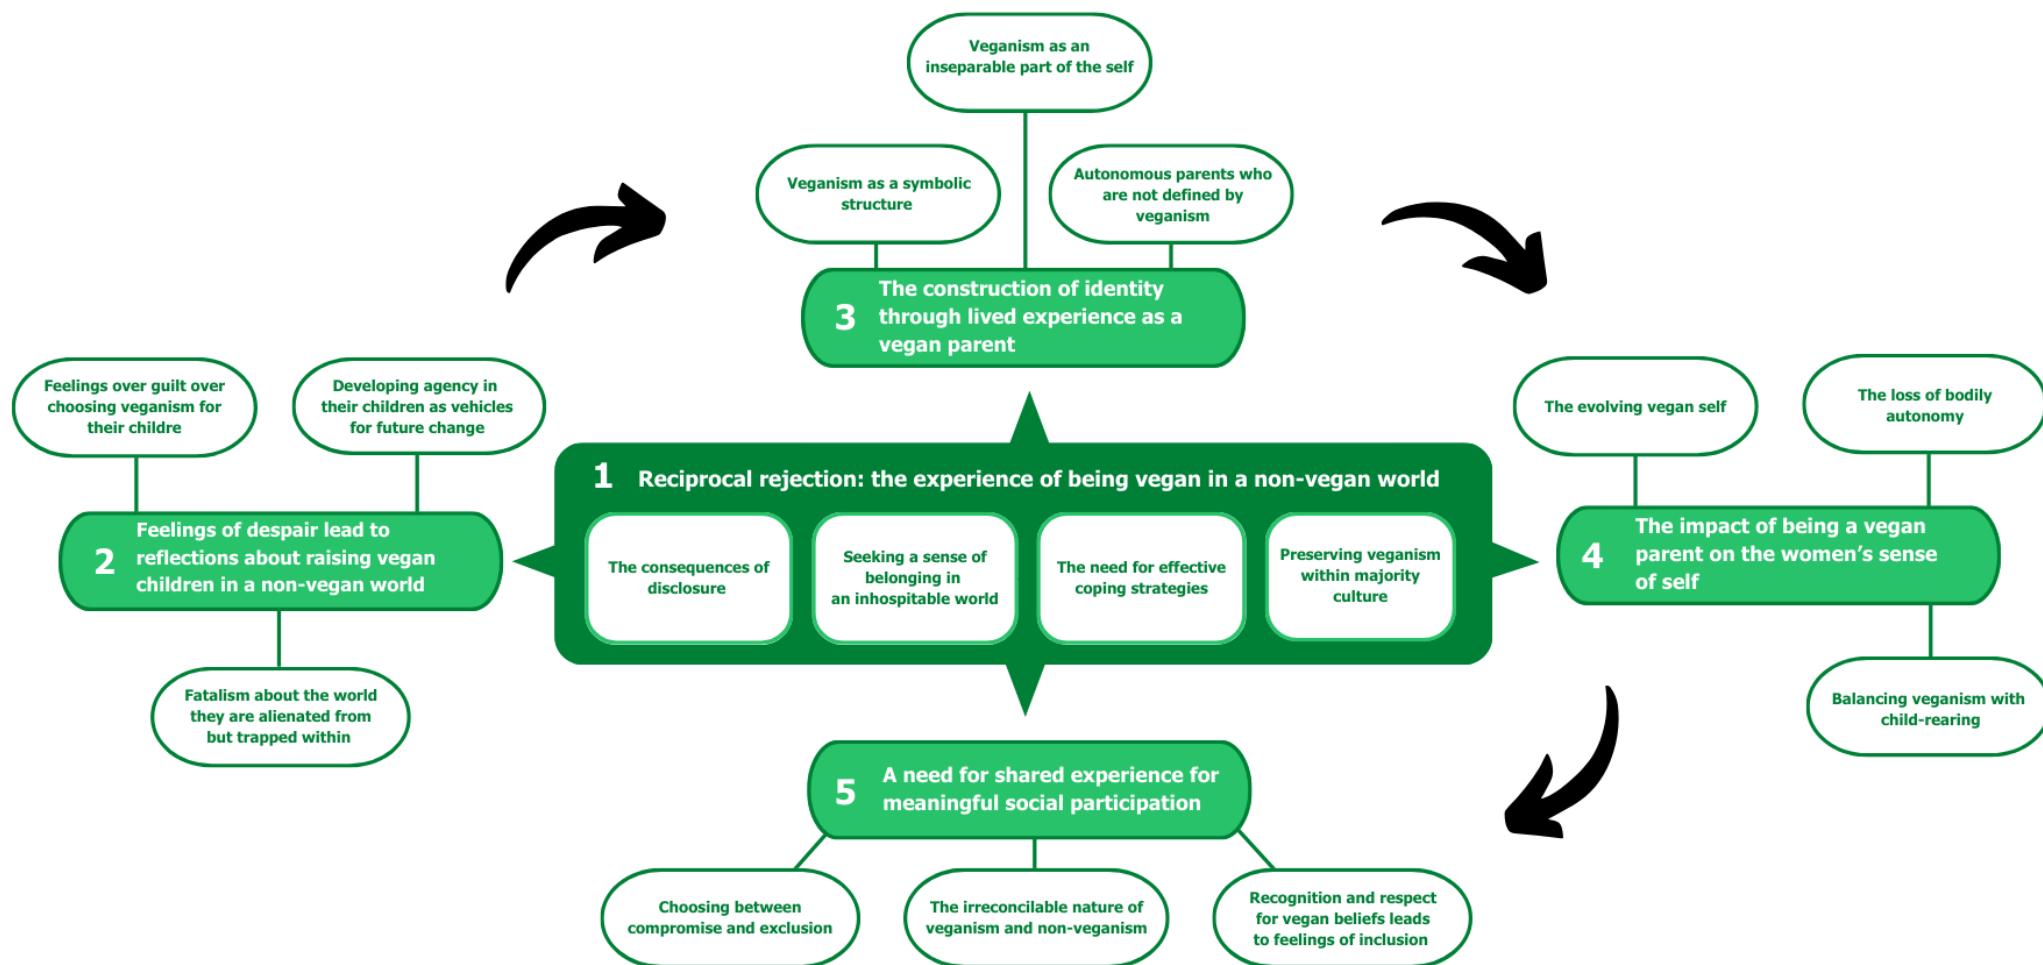 Veganism as an
inseparable part of the self
Veganism as a symbolic
structure
Autonomous parents who
are not defined by
veganism
3
The construction of identity
through lived experience as a
vegan parent
Feelings over guilt over
choosing veganism for
their childre
Developing agency in
their children as vehicles
for future change
2
Feelings of despair lead to
reflections about raising vegan
children in a non-vegan world
Fatalism about the world
they are alienated from
but trapped within
1 Reciprocal rejection: the experience of being vegan in a non-vegan world
The consequences of
disclosure
Seeking a sense of
belonging in
an inhospitable world
The need for effective
coping strategies
Preserving veganism
within majority
culture
The evolving vegan self
The loss of bodily
autonomy
4
The impact of being a vegan
parent on the women’s sense
of self
Balancing veganism with
child-rearing
5
A need for shared experience for
meaningful social participation
Choosing between
compromise and exclusion
The irreconcilable nature of
veganism and non-veganism
Recognition and respect
for vegan beliefs leads
to feelings of inclusion